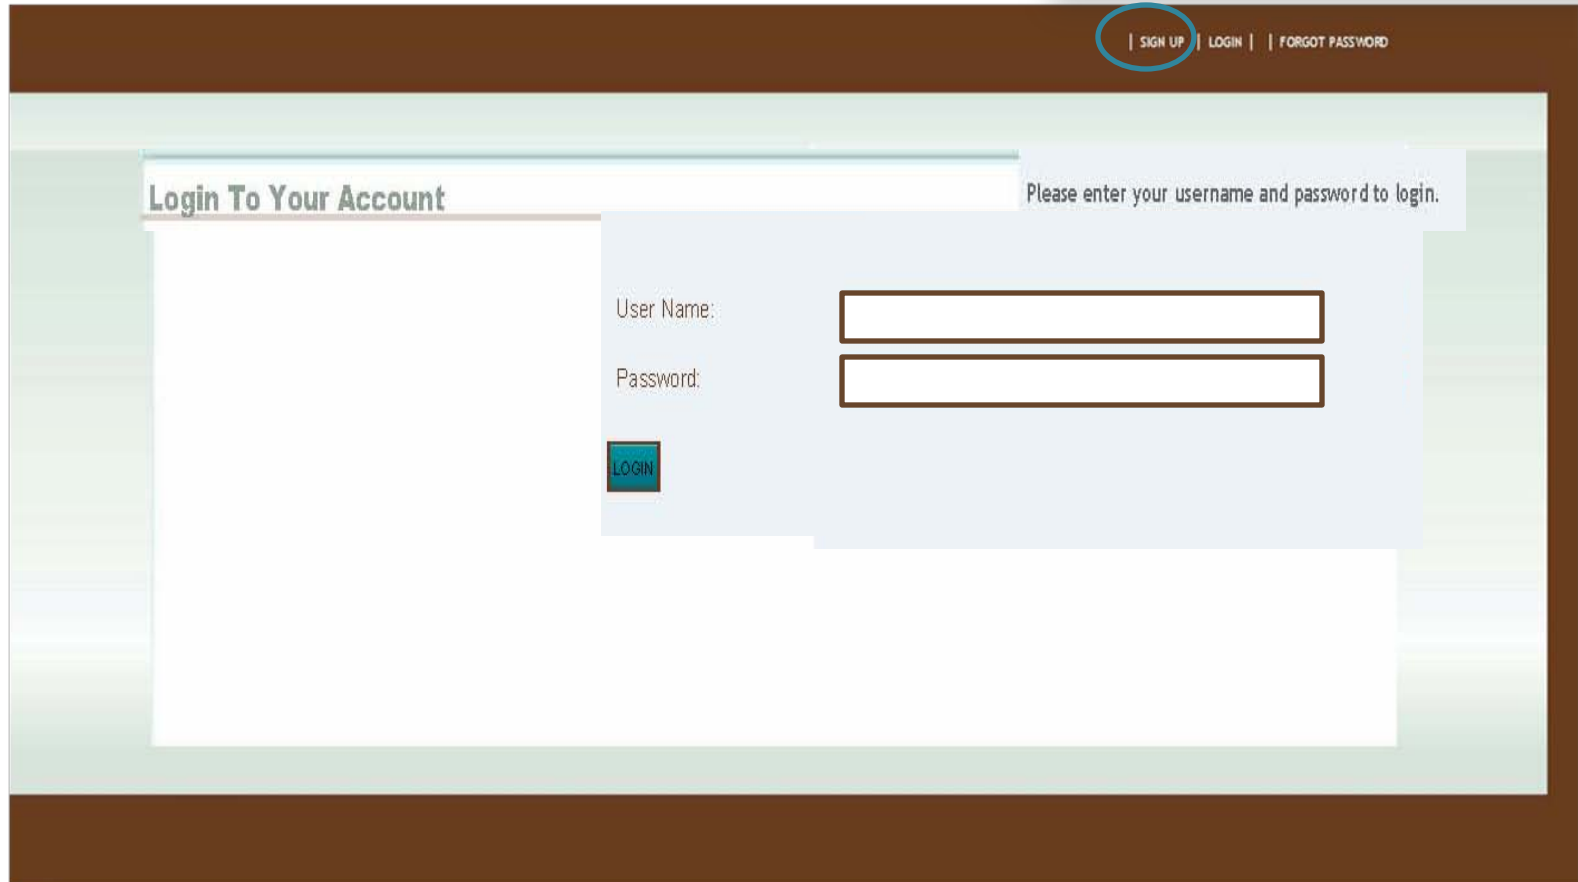 | SIGN UP | LOGIN | | FORGOT PASSWORD
Login To Your Account
Please enter your username and password to login.
User Name:
Password:
LOGIN